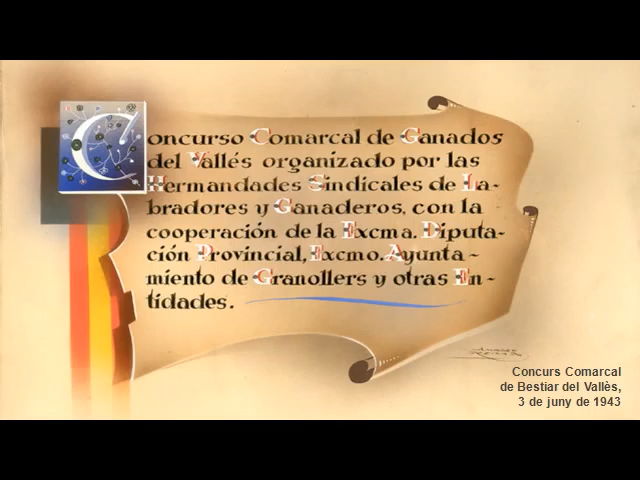 Concurso Comarcal de Ganados
del Vallés organizado por las
Hermandades Sindicales de La-
bradores y Ganaderos, con la
cooperación de la Excma. Diputa-
ción Provincial, Excmo. Ayunta-
miento de Granollers y otras En-
tidades.
Concurs Comarcal
de Bestiar del Vallès,
3 de juny de 1943